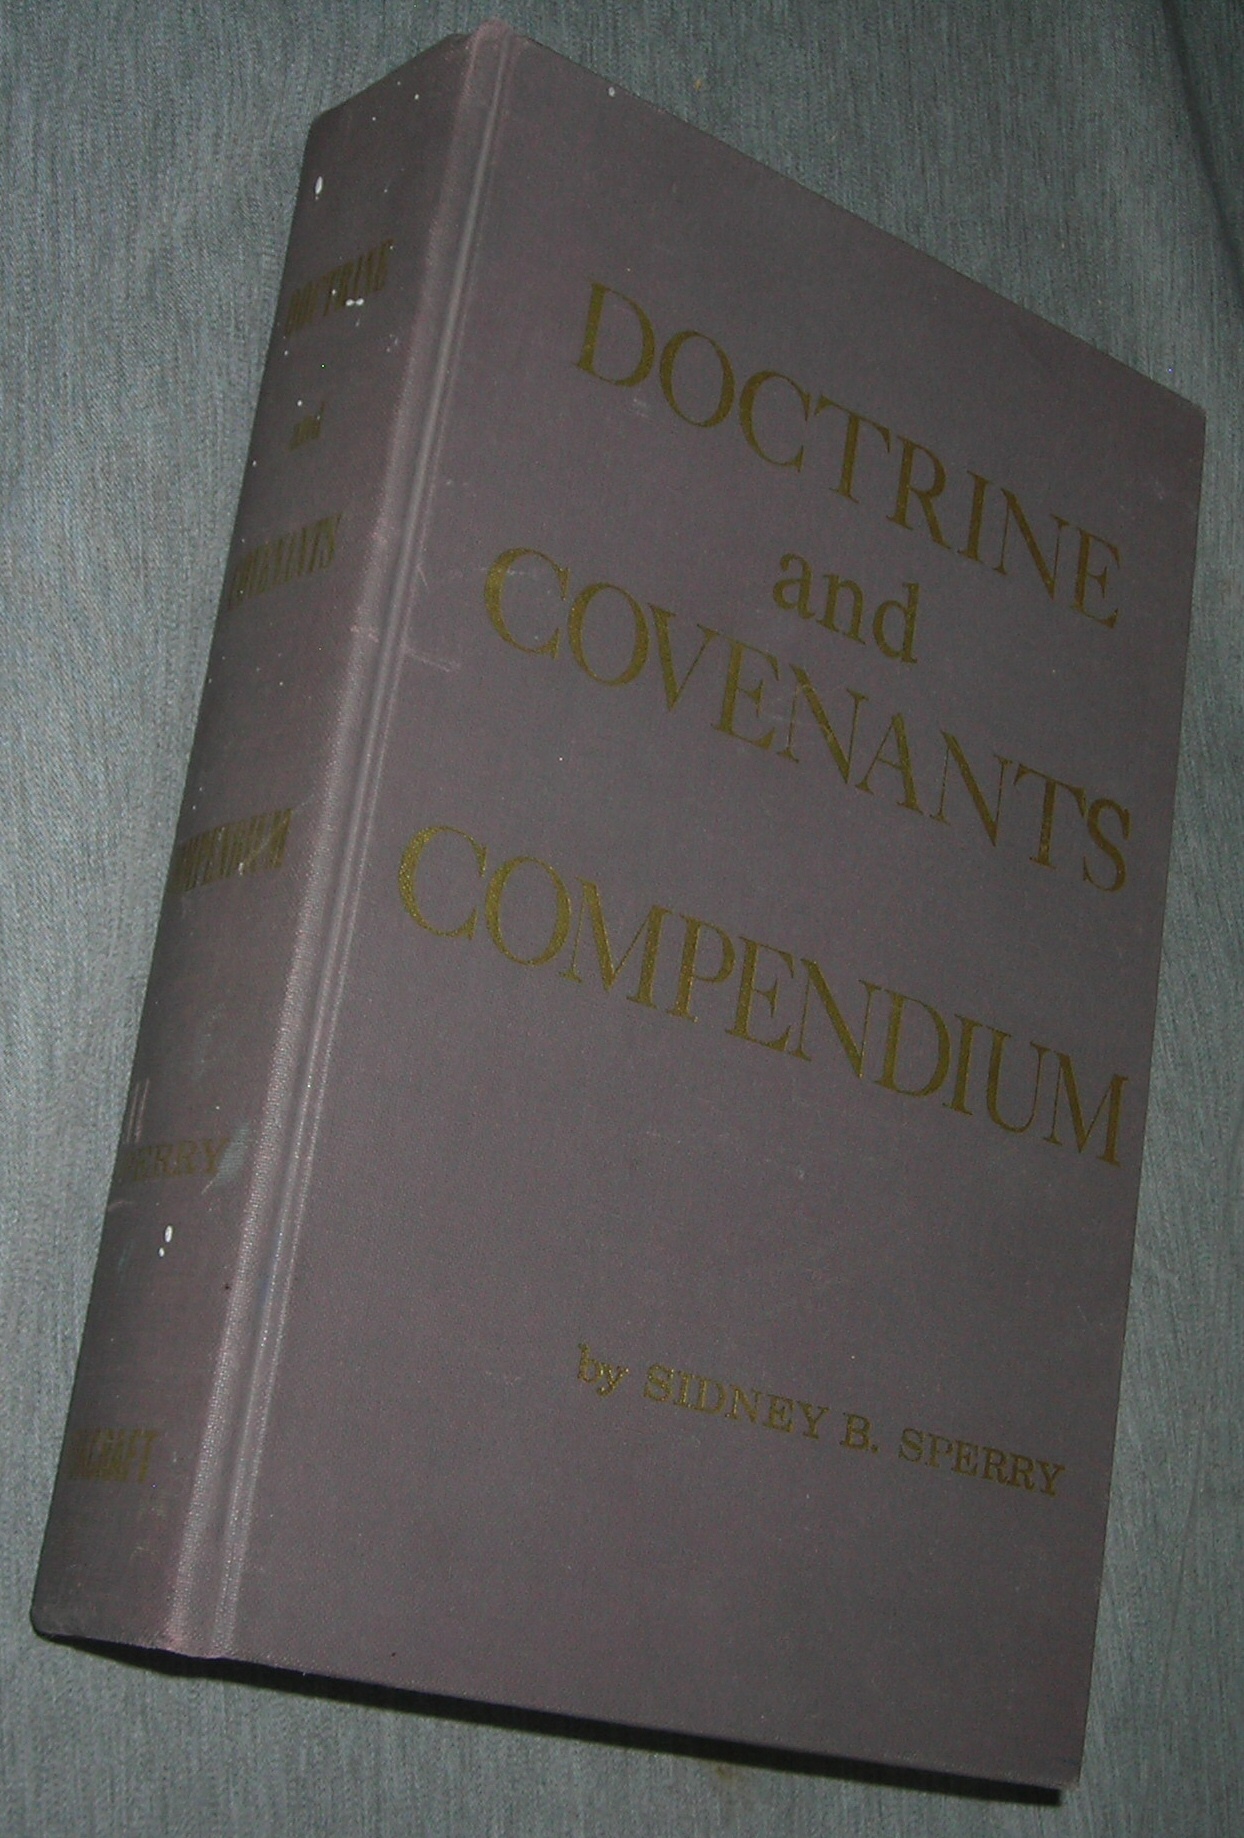 DOCTRINE
and
COVENANTS
COMPENDIUM
by SIDNEY B. SPERRY
DOCTRINE
and
COVENANTS
COMPENDIUM
SPERRY